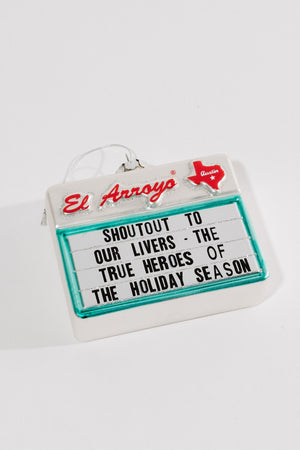 El Arroyo®
Austin
SHOUTOUT TO
OUR LIVERS - THE
TRUE HEROES OF
THE HOLIDAY SEASON